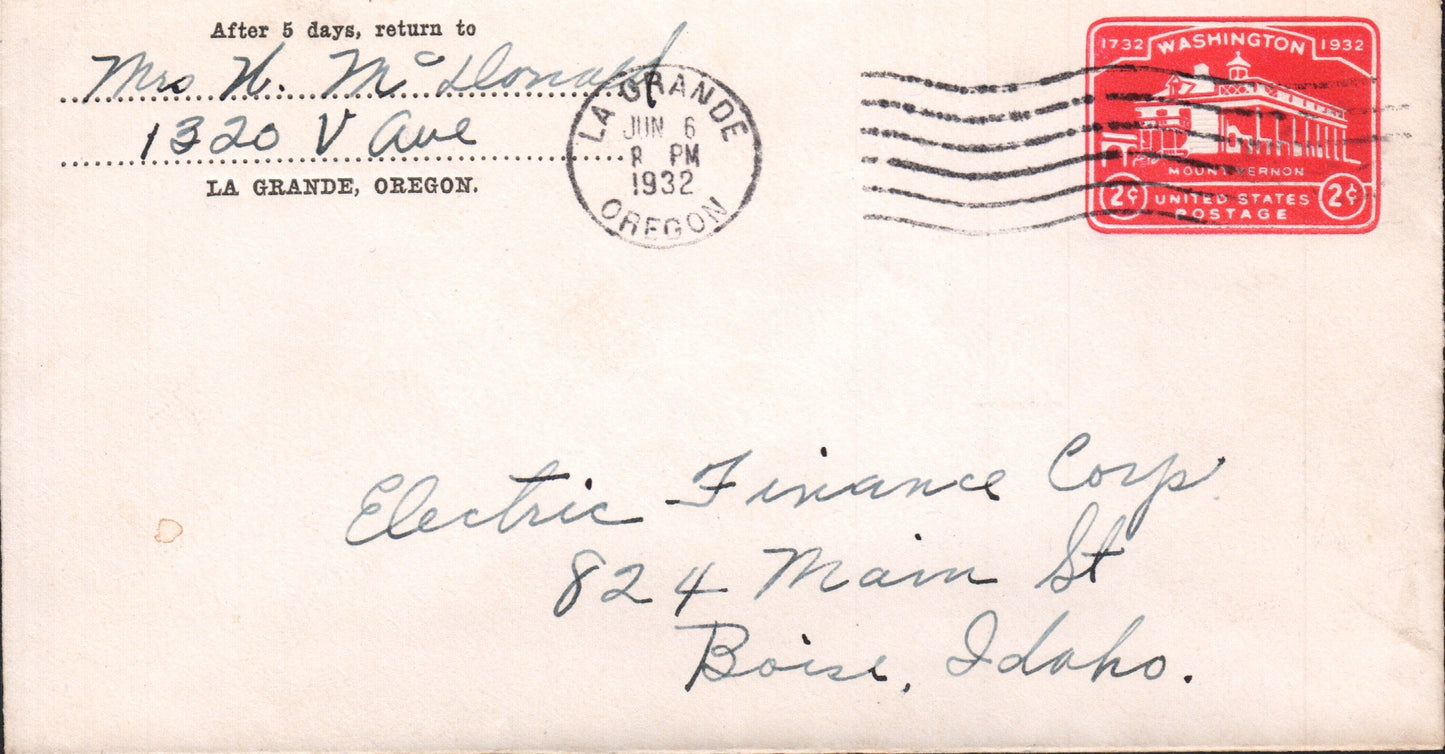 After 5 days, return to
Mrs H. McDonald
1320 V Ave
LA GRANDE, OREGON.
LA GRANDE
JUN 6
8 PM
1932
OREGON
1732 WASHINGTON 1932
MOUNT VERNON
2¢ UNITED STATES 2¢
POSTAGE
Electric Finance Corp.
824 Main St
Boise, Idaho.